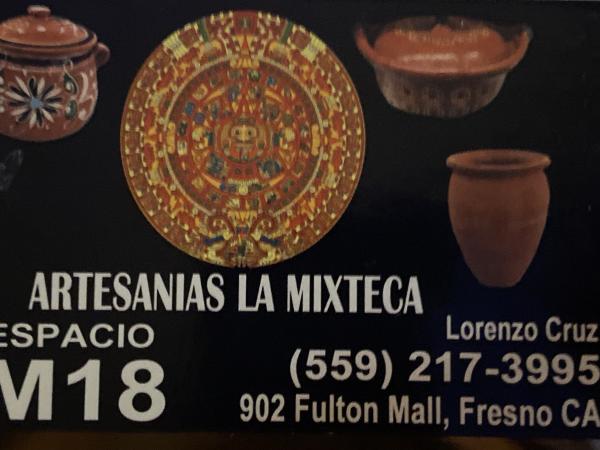 ARTESANIAS LA MIXTECA
ESPACIO
M18
Lorenzo Cruz
(559) 217-3995
902 Fulton Mall, Fresno CA